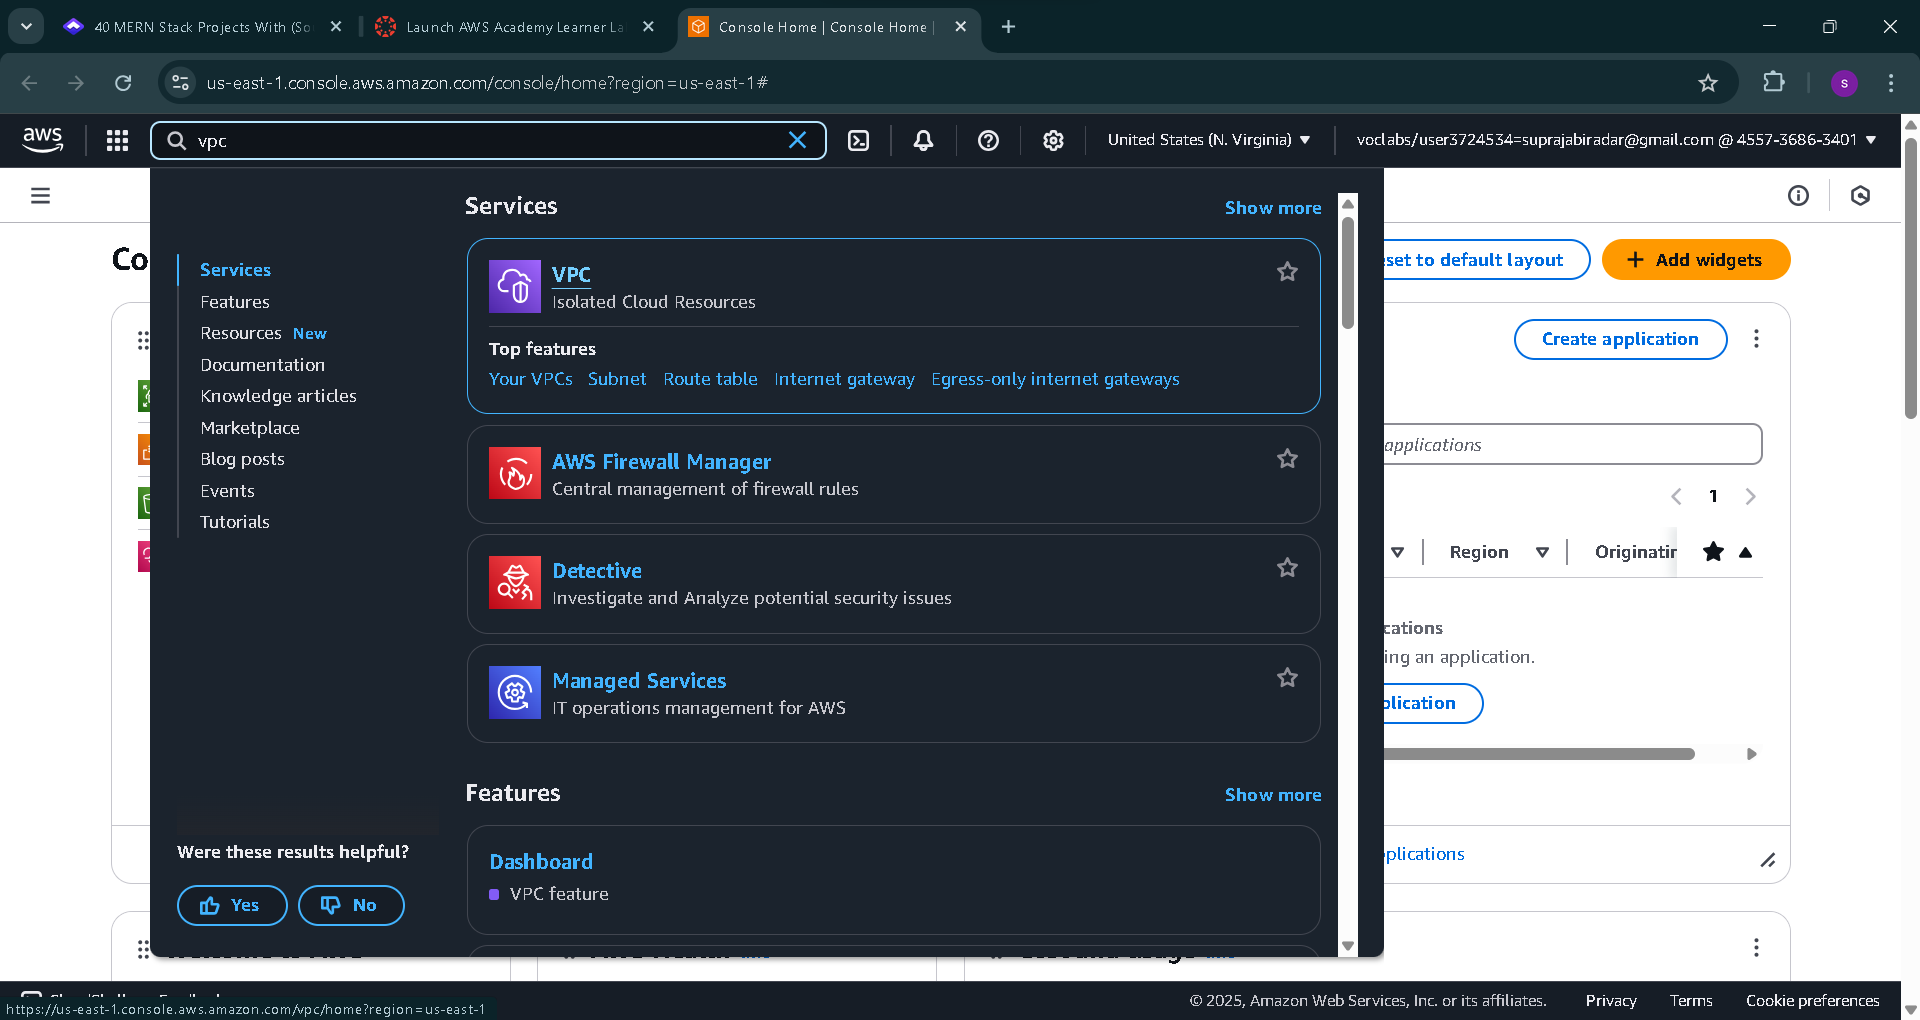 40 MERN Stack Projects With (So
Launch AWS Academy Learner La
Console Home | Console Home |
us-east-1.console.aws.amazon.com/console/home?region=us-east-1#
S
aws
vpc
United States (N. Virginia)
voclabs/user3724534=suprajabiradar@gmail.com @ 4557-3686-3401
Co
Services
Features
Resources New
Documentation
Knowledge articles
Marketplace
Blog posts
Events
Tutorials
Were these results helpful?
Yes
No
Services
Show more
VPC
Isolated Cloud Resources
Top features
Your VPCs Subnet Route table Internet gateway Egress-only internet gateways
AWS Firewall Manager
Central management of firewall rules
Detective
Investigate and Analyze potential security issues
Managed Services
IT operations management for AWS
Features
Show more
Dashboard
VPC feature
set to default layout
Add widgets
Create application
applications
1
Region
Originatin
cations
ing an application.
plication
plications
https://us-east-1.console.aws.amazon.com/vpc/home?region=us-east-1
© 2025, Amazon Web Services, Inc. or its affiliates.
Privacy
Terms
Cookie preferences